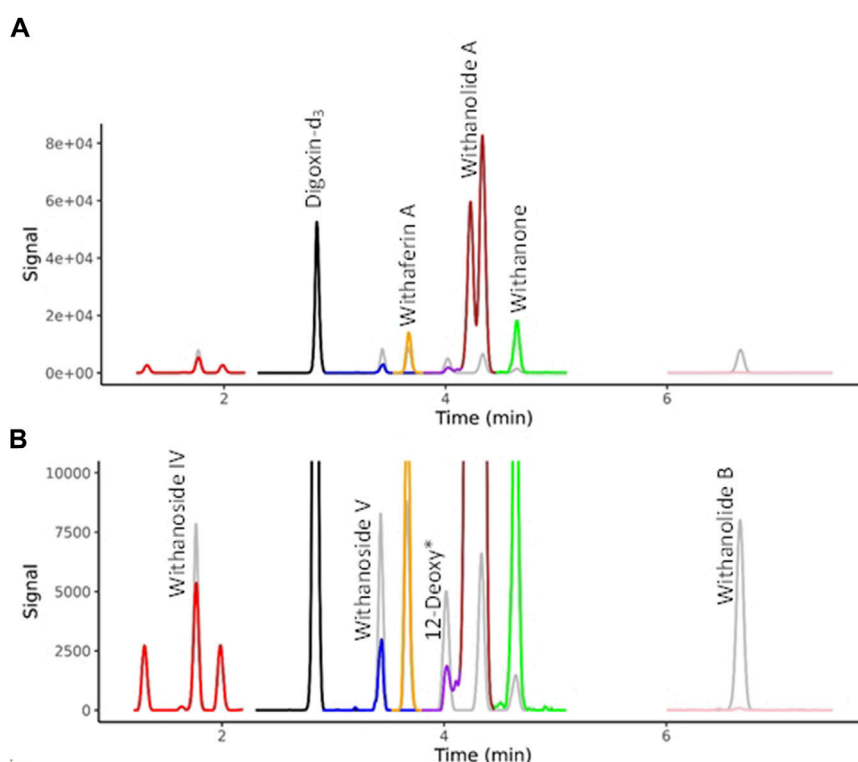 A
Digoxin-d₃
Withaferin A
Withanolide A
Withanone
Signal
8e+04
6e+04
4e+04
2e+04
0e+00
2
4
6
Time (min)
B
Withanoside IV
Withanoside V
12-Deoxy*
Withanolide B
Signal
10000
7500
5000
2500
0
2
4
6
Time (min)